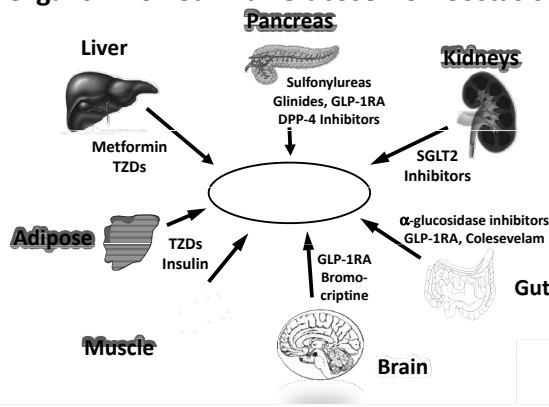 Pancreas
Liver
Kidneys
Sulfonylureas
Glinides, GLP-1RA
DPP-4 Inhibitors
Metformin
TZDs
SGLT2
Inhibitors
α-glucosidase inhibitors
GLP-1RA, Colesevelam
Adipose
TZDs
Insulin
GLP-1RA
Bromo-
criptine
Gut
Muscle
Brain